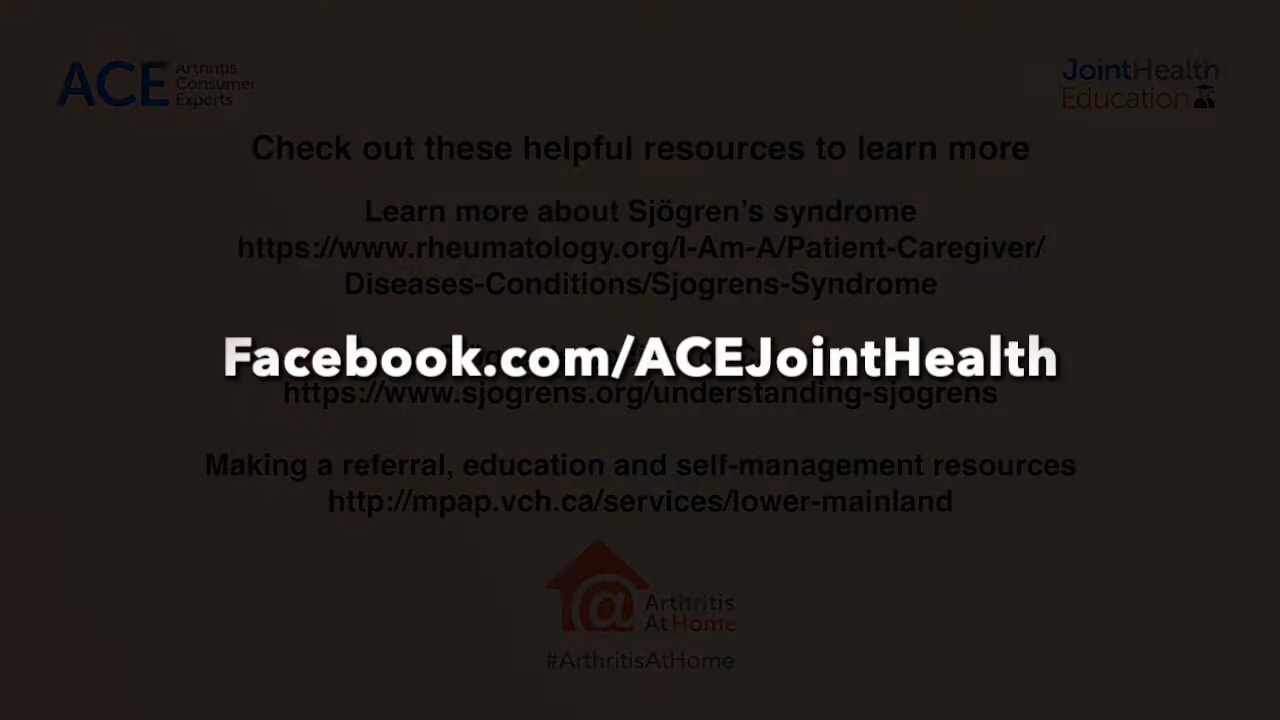 ACE Arthritis
Consumer
Experts
JointHealth
Education
Check out these helpful resources to learn more
Learn more about Sjögren’s syndrome
https://www.rheumatology.org/I-Am-A/Patient-Caregiver/
Diseases-Conditions/Sjogrens-Syndrome
Facebook.com/ACEJointHealth
https://www.sjogrens.org/understanding-sjogrens
Making a referral, education and self-management resources
http://mpap.vch.ca/services/lower-mainland
@ Arthritis
At Home
#ArthritisAtHome